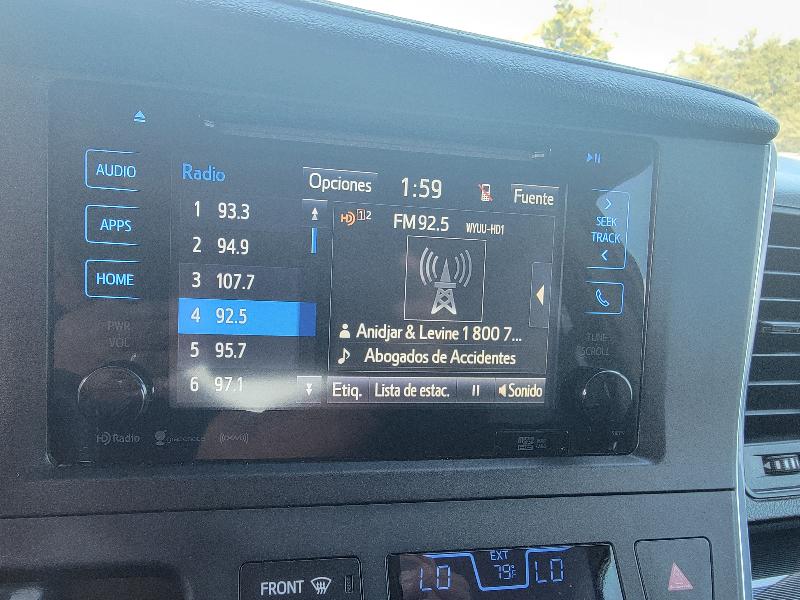 AUDIO
APPS
HOME
PWR
VOL
HD Radio
Radio
1 93.3
2 94.9
3 107.7
4 92.5
5 95.7
6 97.1
Opciones
1:59
Fuente
HD 1 2
FM 92.5
WYUU-HD1
Anidjar & Levine 1 800 7...
Abogados de Accidentes
Etiq.
Lista de estac.
Sonido
SEEK
TRACK
TUNE
SCROLL
FRONT
LO
EXT
79°F
LO